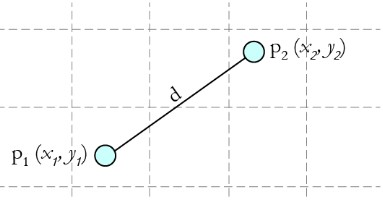 p₂ (x₂, y₂)
d
p₁ (x₁, y₁)